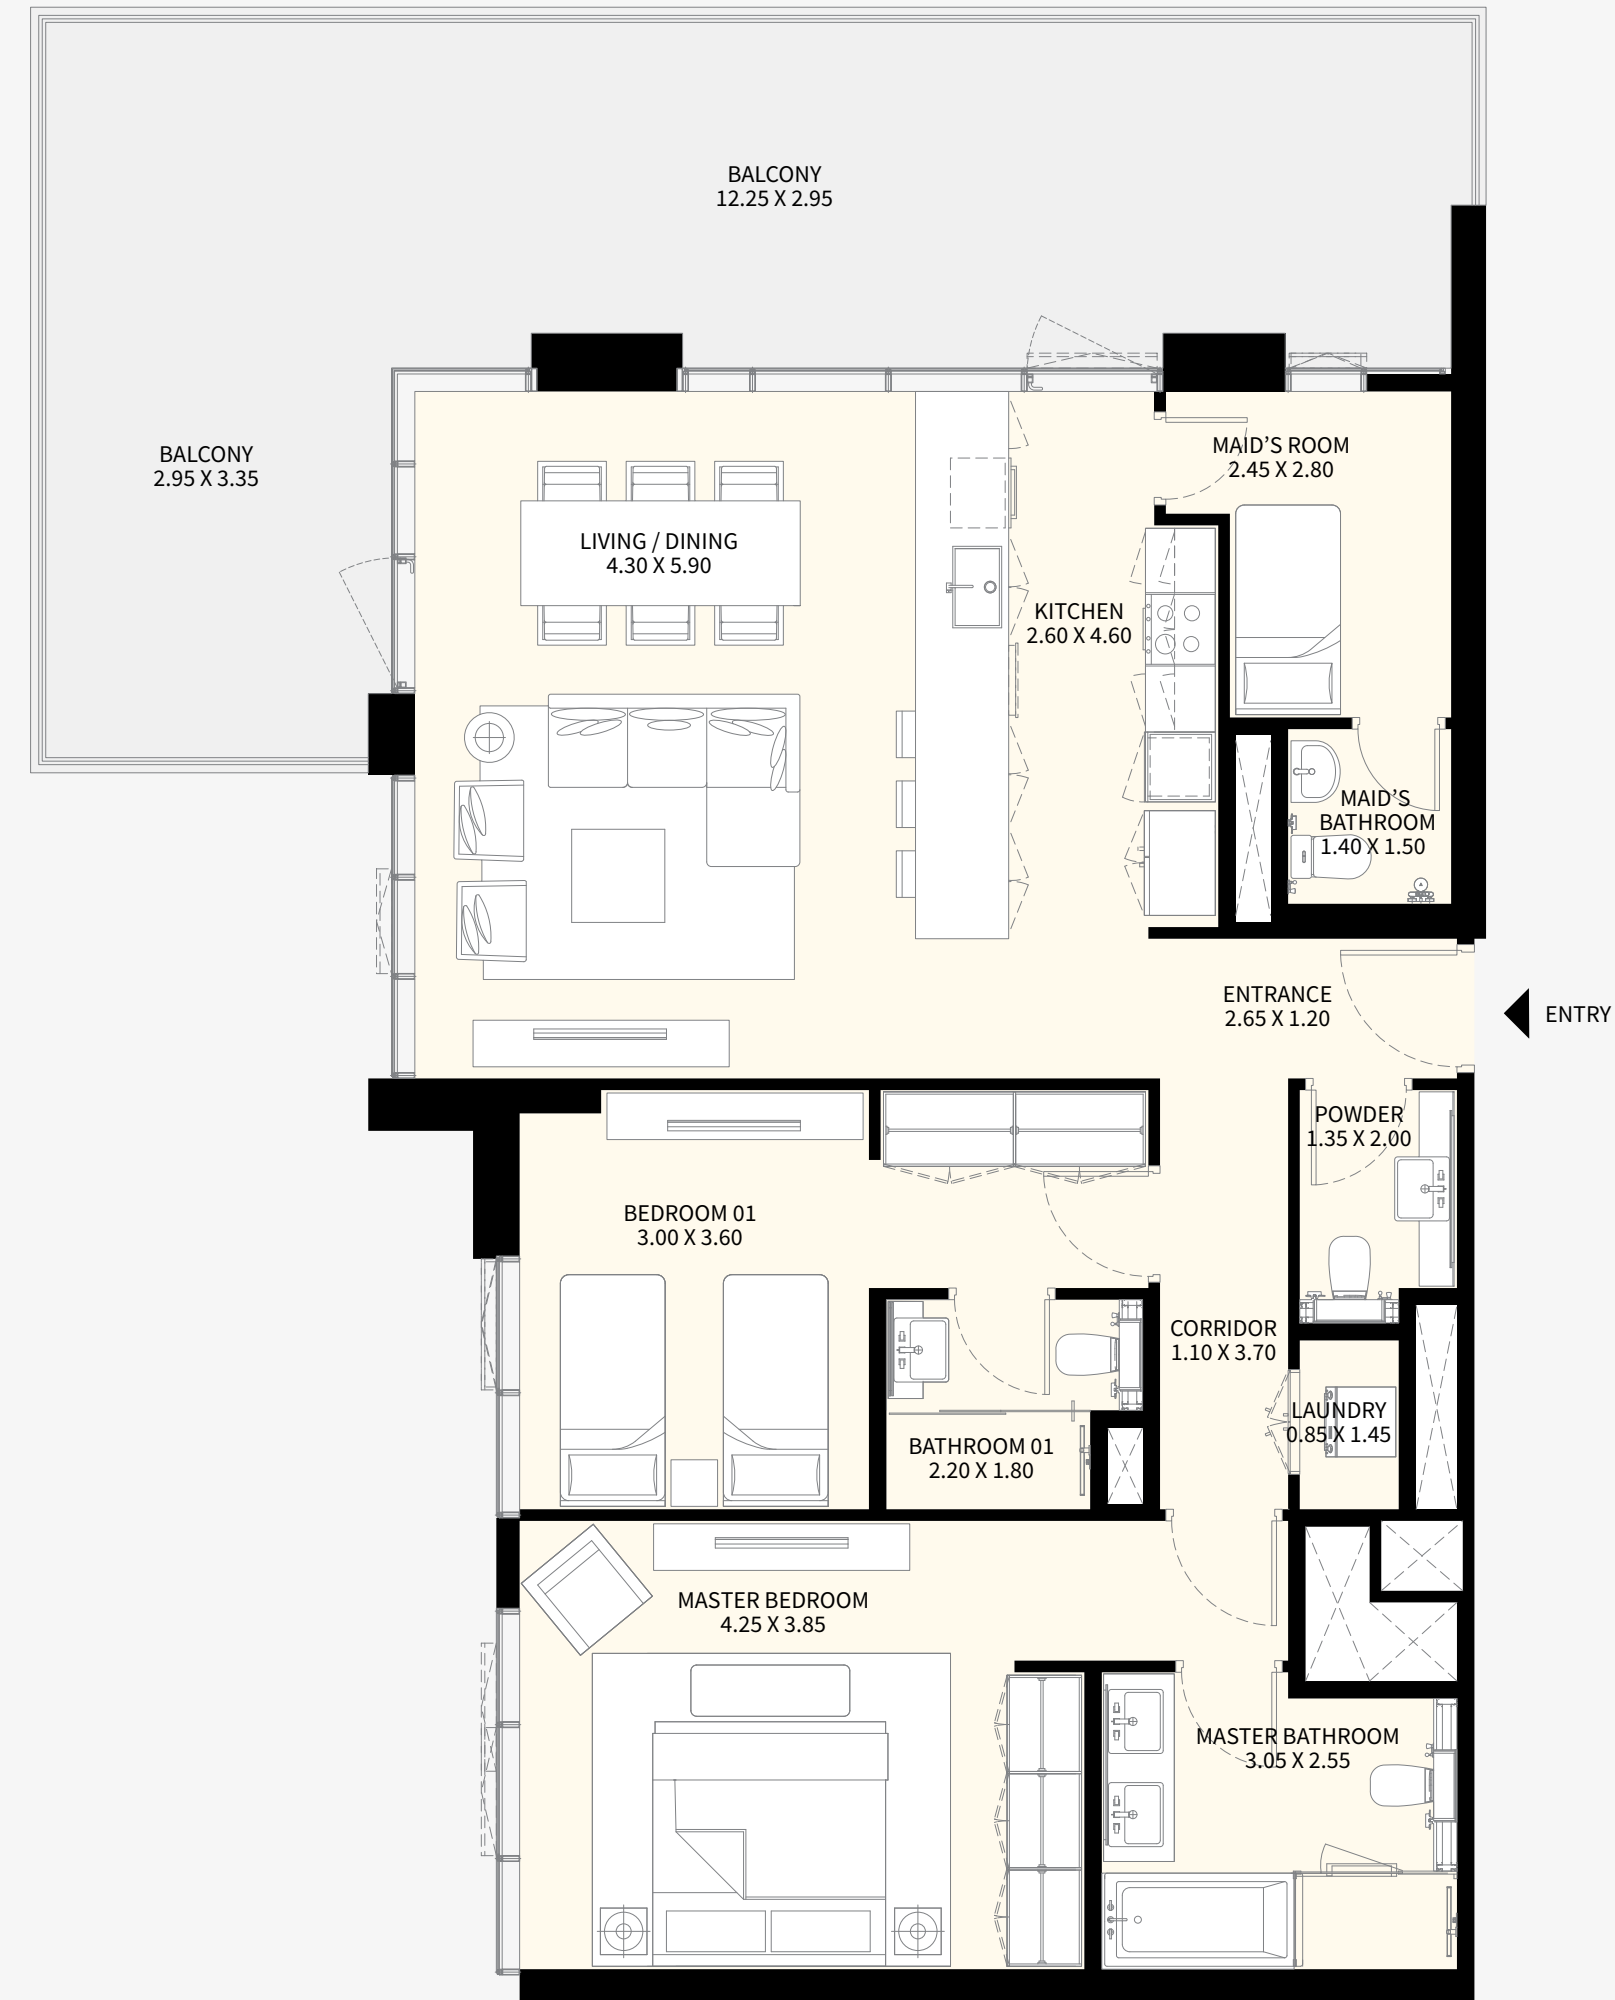 BALCONY
12.25 X 2.95
BALCONY
2.95 X 3.35
MAID'S ROOM
2.45 X 2.80
LIVING / DINING
4.30 X 5.90
KITCHEN
2.60 X 4.60
MAID'S
BATHROOM
1.40 X 1.50
ENTRANCE
2.65 X 1.20
ENTRY
POWDER
1.35 X 2.00
BEDROOM 01
3.00 X 3.60
CORRIDOR
1.10 X 3.70
LAUNDRY
0.85 X 1.45
BATHROOM 01
2.20 X 1.80
MASTER BEDROOM
4.25 X 3.85
MASTER BATHROOM
3.05 X 2.55